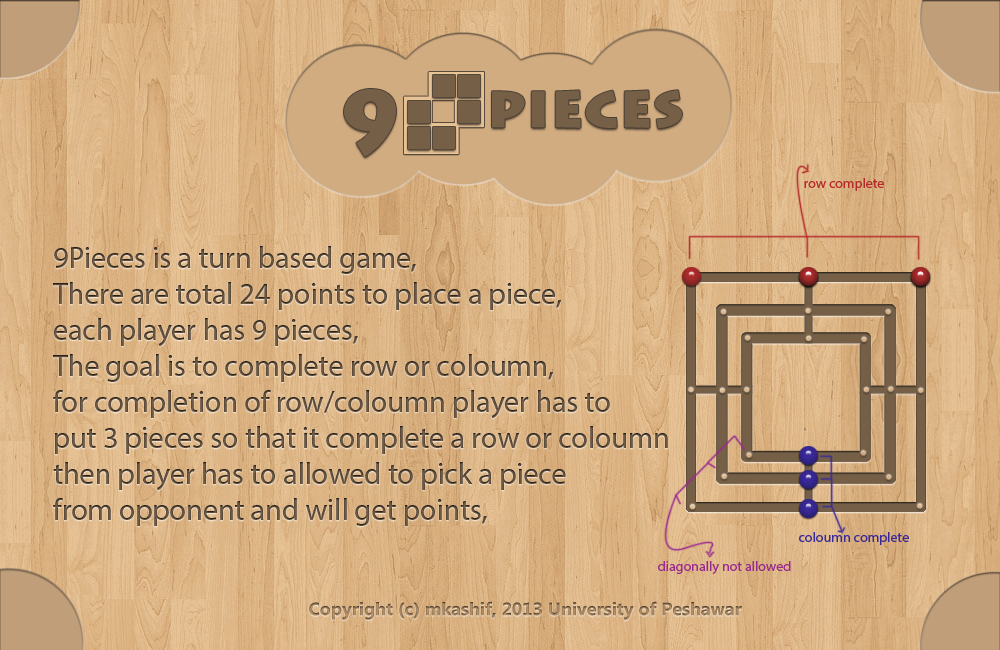 9 PIECES
row complete
9Pieces is a turn based game,
There are total 24 points to place a piece,
each player has 9 pieces,
The goal is to complete row or coloumn,
for completion of row/coloumn player has to
put 3 pieces so that it complete a row or coloumn
then player has to allowed to pick a piece
from opponent and will get points,
coloumn complete
diagonally not allowed
Copyright (c) mkashif, 2013 University of Peshawar